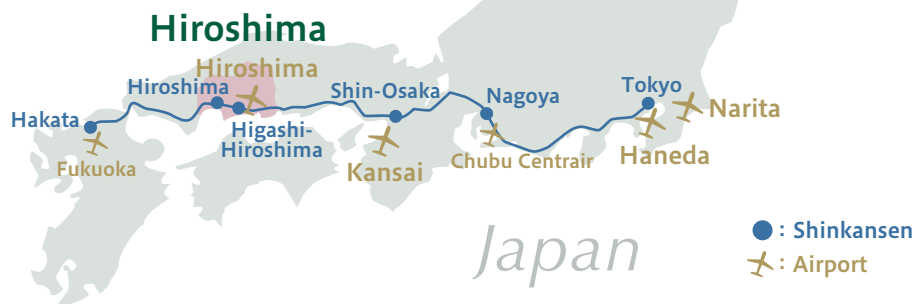 Hiroshima
Hiroshima
Hiroshima
Shin-Osaka
Tokyo
Nagoya
Narita
Hakata
Higashi-
Hiroshima
Haneda
Fukuoka
Kansai
Chubu Centrair
Japan
: Shinkansen
: Airport